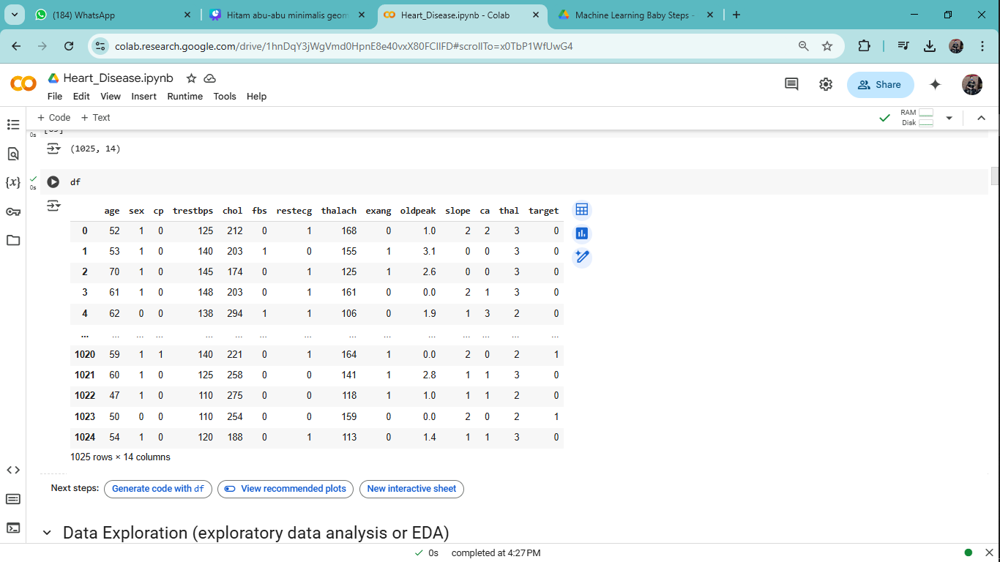 (184) WhatsApp
Hitam abu-abu minimalis geom
Heart_Disease.ipynb - Colab
Machine Learning Baby Steps -
colab.research.google.com/drive/1hnDqY3jWgVmd0HpnE8e40vxX80FCIlFD#scrollTo=x0TbP1WfUwG4
Heart_Disease.ipynb
File Edit View Insert Runtime Tools Help
Share
+ Code + Text
RAM
Disk
0s
(1025, 14)
df
0s
age sex cp trestbps chol fbs restecg thalach exang oldpeak slope ca thal target
0 52 1 0 125 212 0 1 168 0 1.0 2 2 3 0
1 53 1 0 140 203 1 0 155 1 3.1 0 0 3 0
2 70 1 0 145 174 0 1 125 1 2.6 0 0 3 0
3 61 1 0 148 203 0 1 161 0 0.0 2 1 3 0
4 62 0 0 138 294 1 1 106 0 1.9 1 3 2 0
... ... ... ... ... ... ... ... ... ... ... ... ... ... ...
1020 59 1 1 140 221 0 1 164 1 0.0 2 0 2 1
1021 60 1 0 125 258 0 0 141 1 2.8 1 1 3 0
1022 47 1 0 110 275 0 0 118 1 1.0 1 1 2 0
1023 50 0 0 110 254 0 0 159 0 0.0 2 0 2 1
1024 54 1 0 120 188 0 1 113 0 1.4 1 1 3 0
1025 rows × 14 columns
Next steps: Generate code with df View recommended plots New interactive sheet
Data Exploration (exploratory data analysis or EDA)
0s completed at 4:27 PM